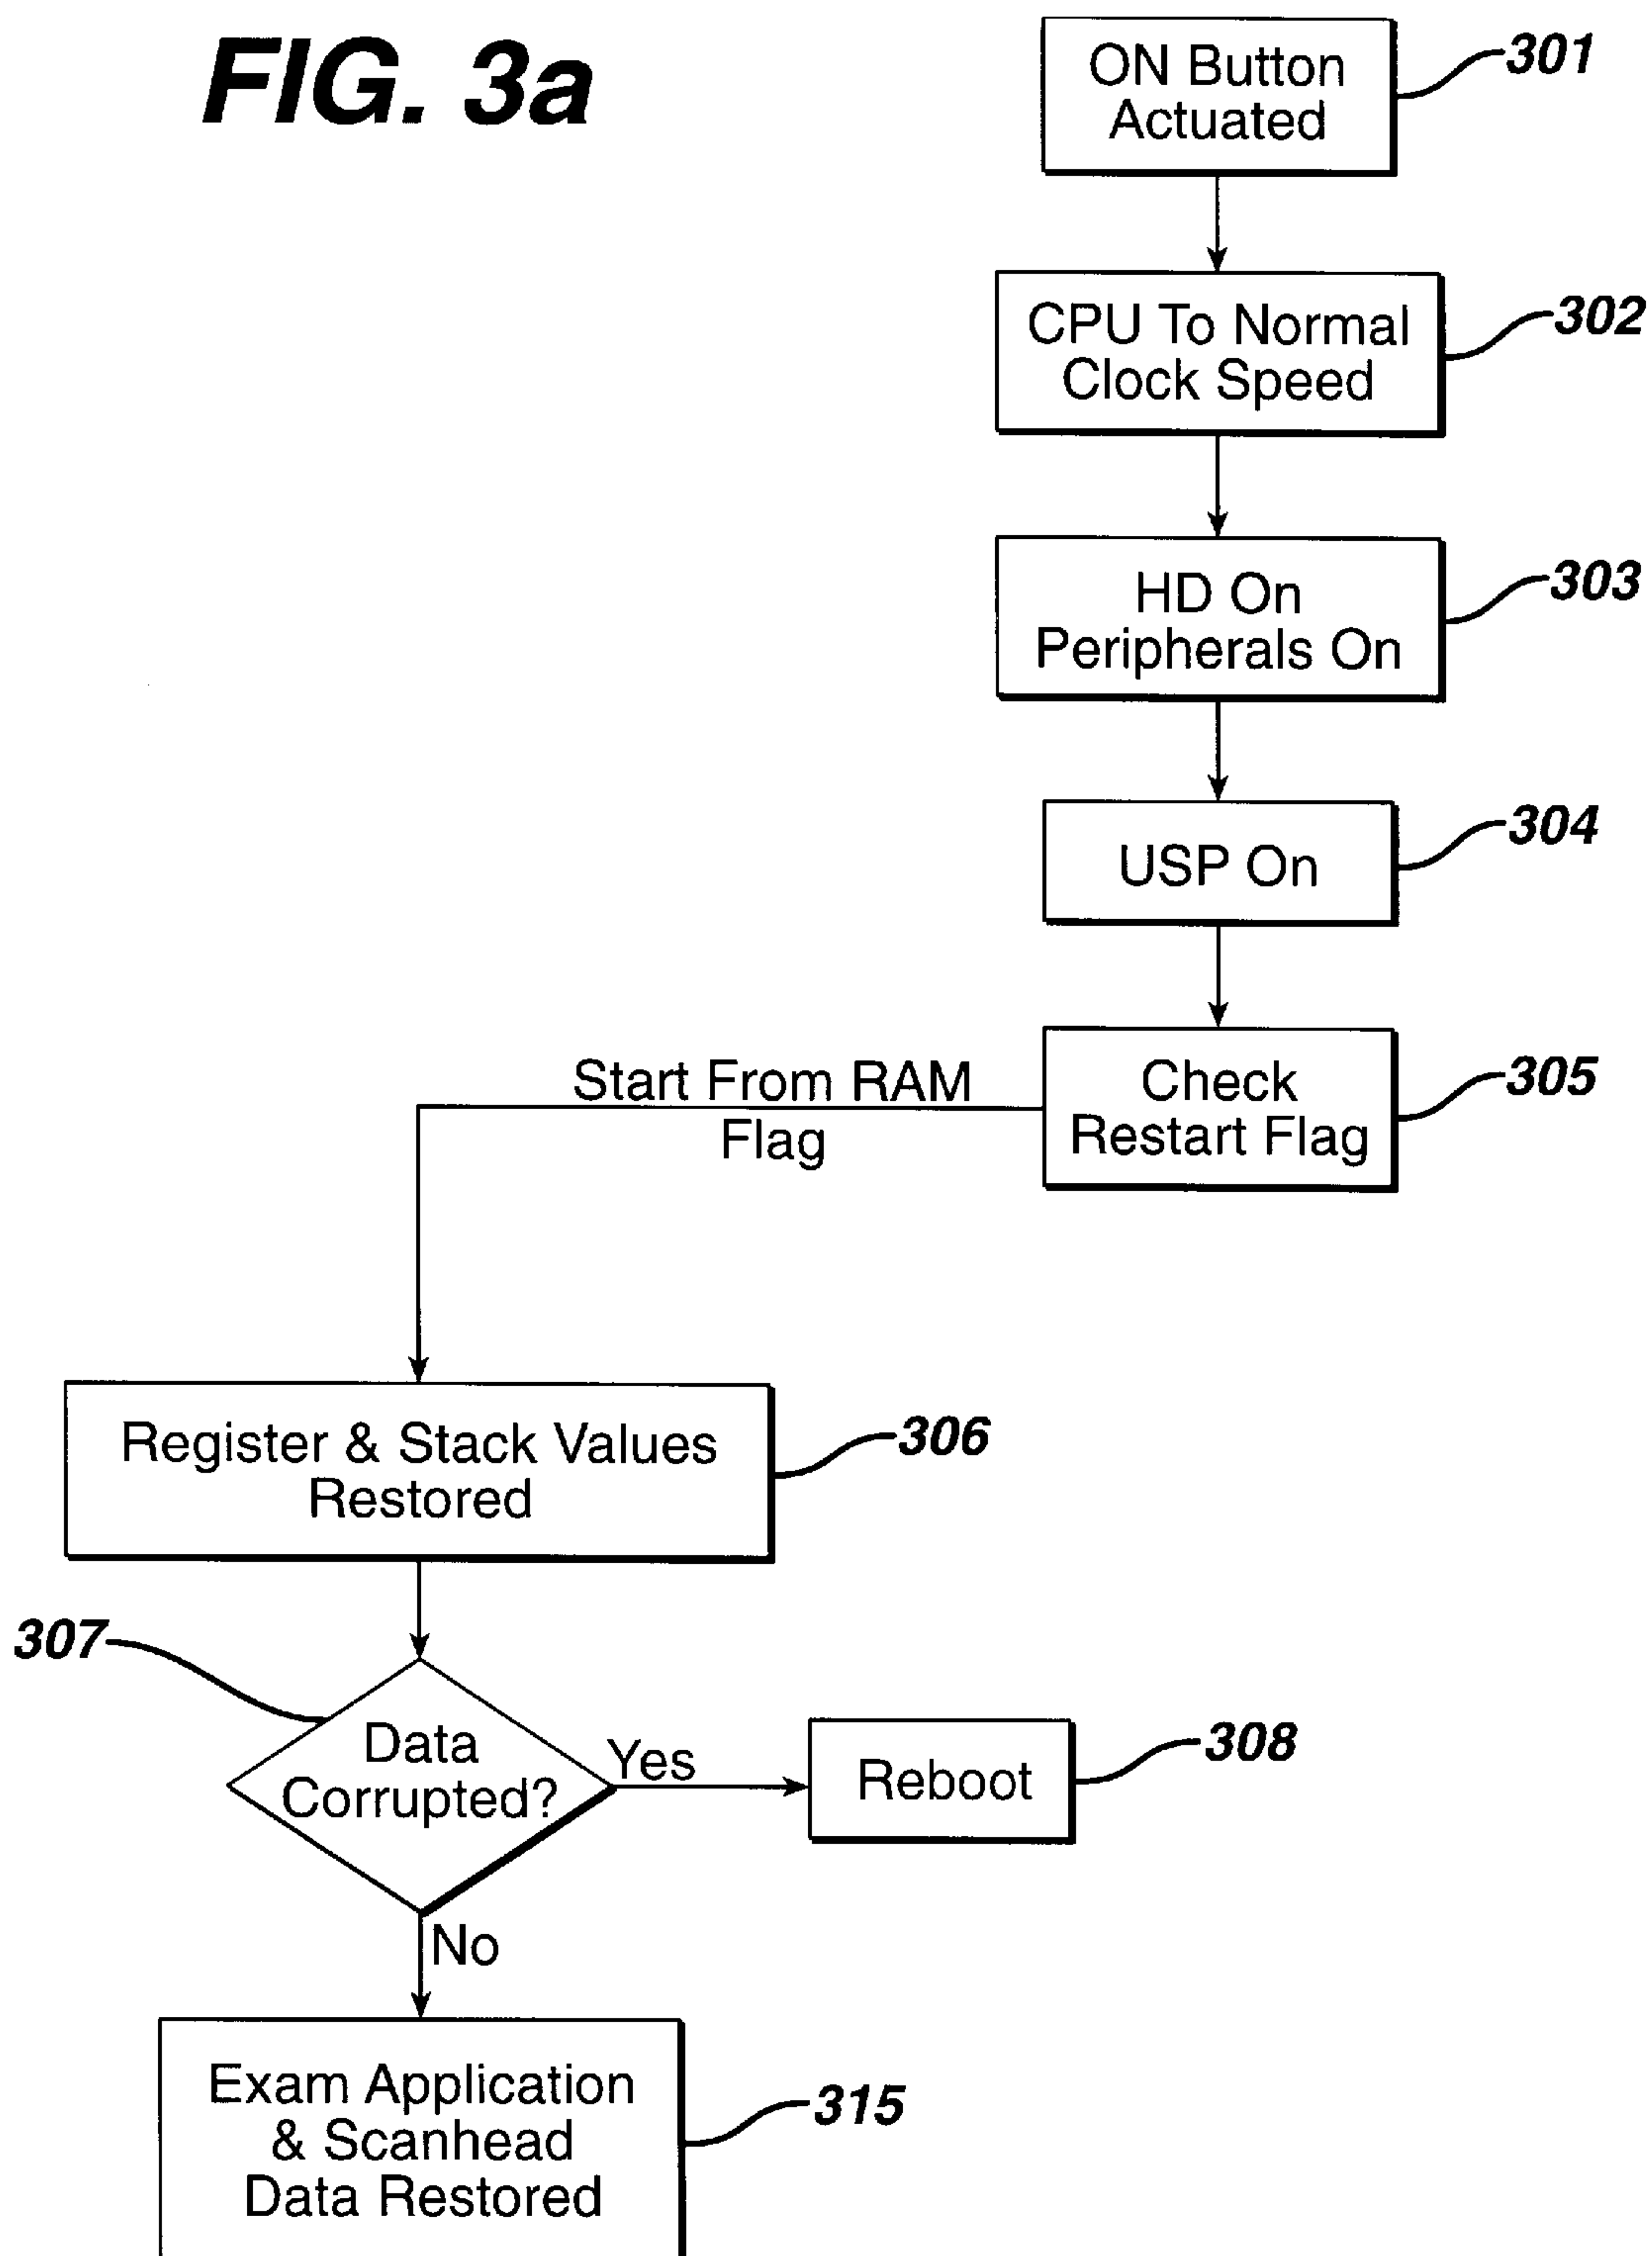 FIG. 3a
ON Button
Actuated
301
CPU To Normal
Clock Speed
302
HD On
Peripherals On
303
USP On
304
Check
Restart Flag
305
Start From RAM
Flag
Register & Stack Values
Restored
306
307
Data
Corrupted?
Yes
Reboot
308
No
Exam Application
& Scanhead
Data Restored
315